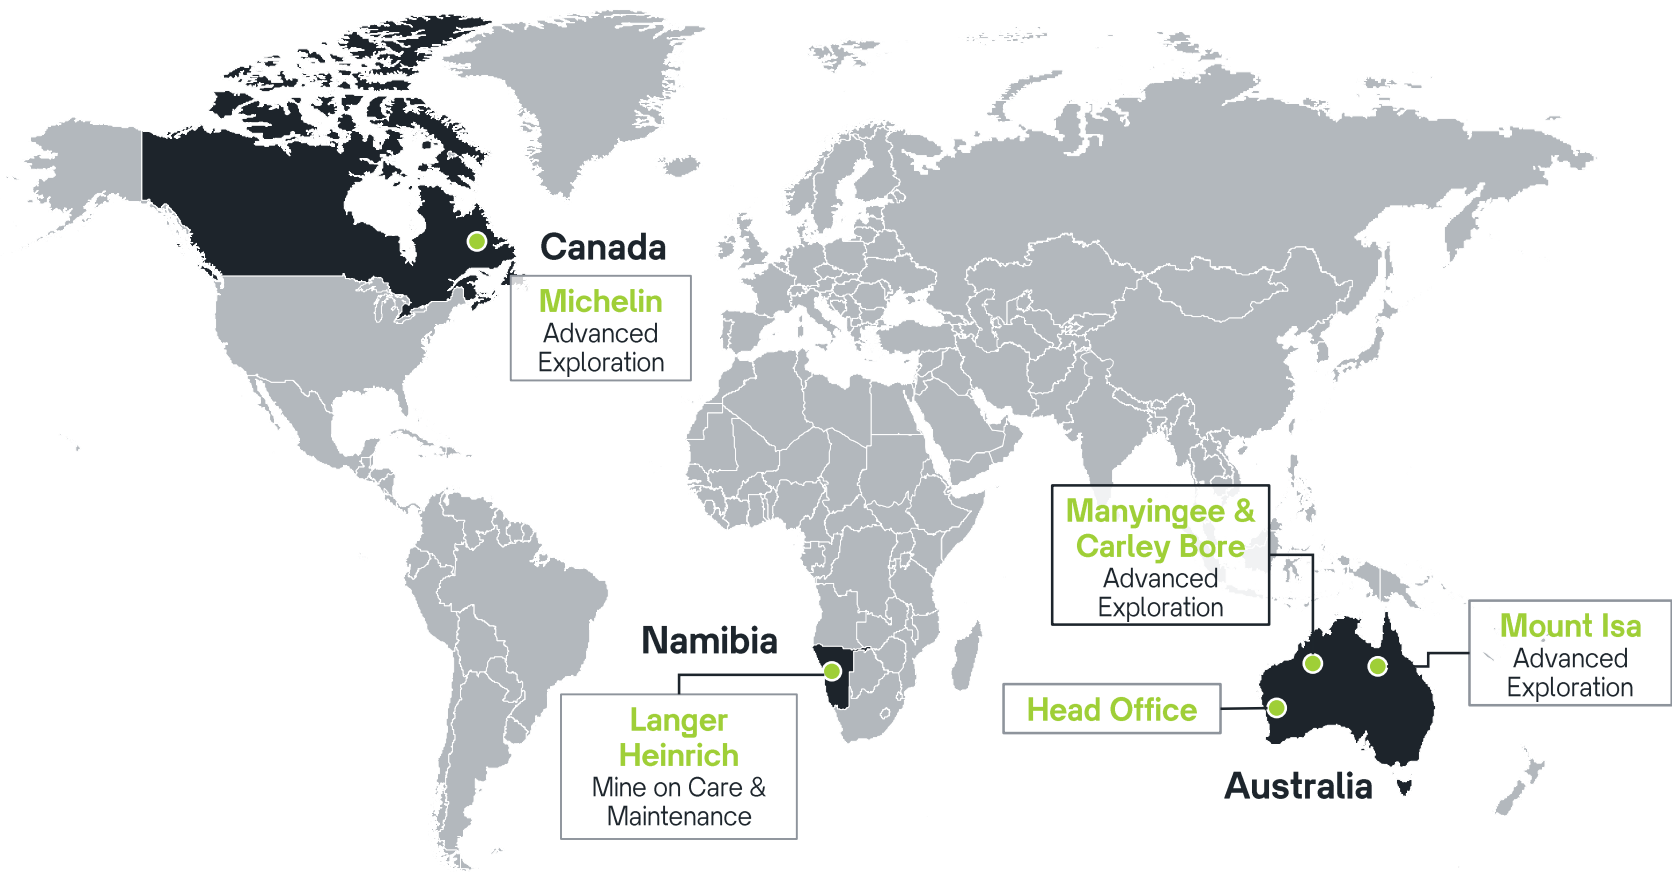 Canada
Michelin
Advanced
Exploration
Manyingee &
Carley Bore
Advanced
Exploration
Mount Isa
Advanced
Exploration
Namibia
Langer
Heinrich
Mine on Care &
Maintenance
Head Office
Australia